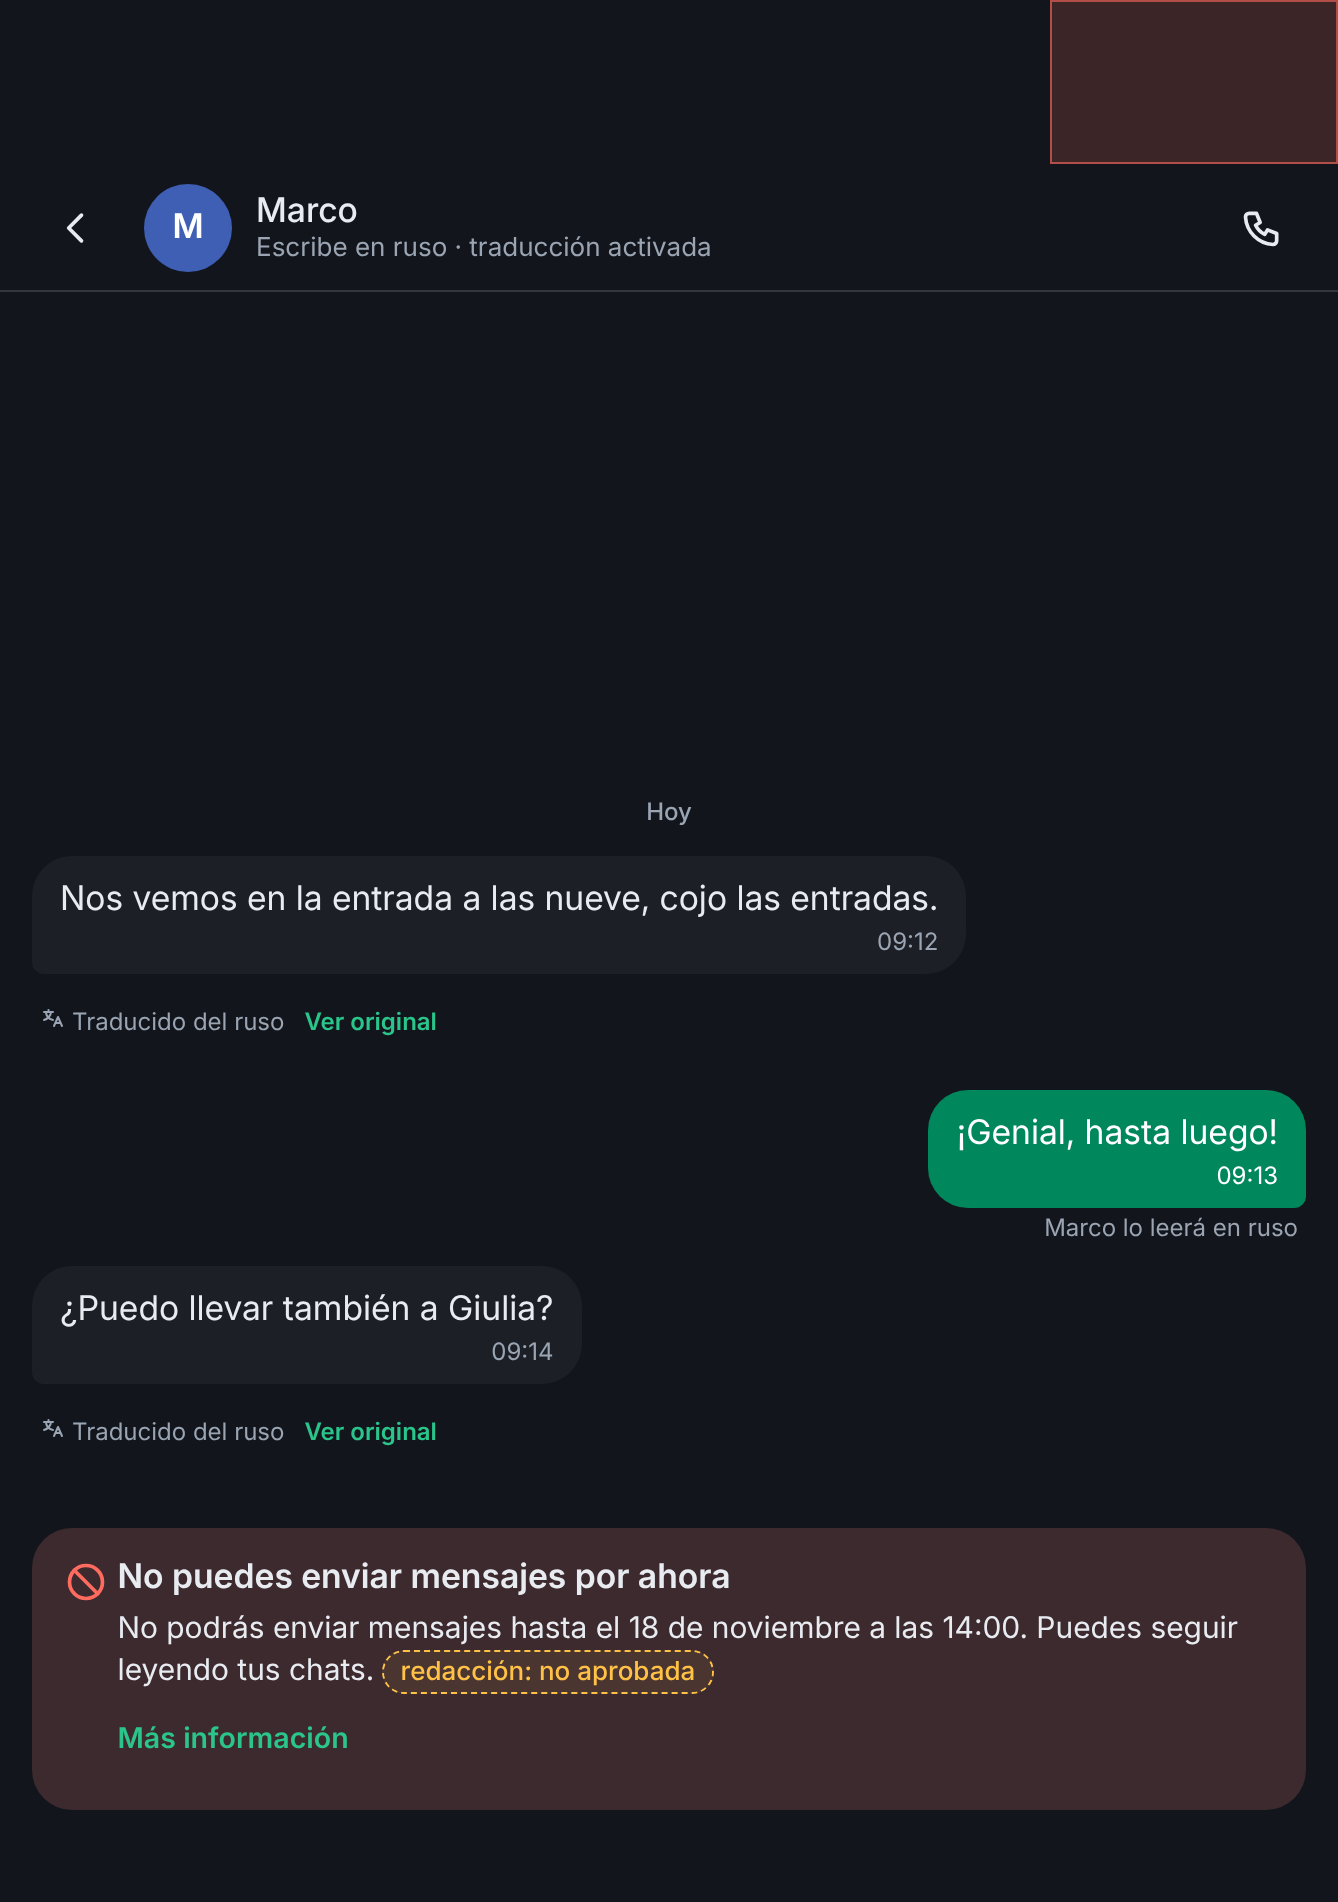 M
Marco
Escribe en ruso · traducción activada
Hoy
Nos vemos en la entrada a las nueve, cojo las entradas.
09:12
Traducido del ruso Ver original
¡Genial, hasta luego!
09:13
Marco lo leerá en ruso
¿Puedo llevar también a Giulia?
09:14
Traducido del ruso Ver original
No puedes enviar mensajes por ahora
No podrás enviar mensajes hasta el 18 de noviembre a las 14:00. Puedes seguir
leyendo tus chats. redacción: no aprobada
Más información